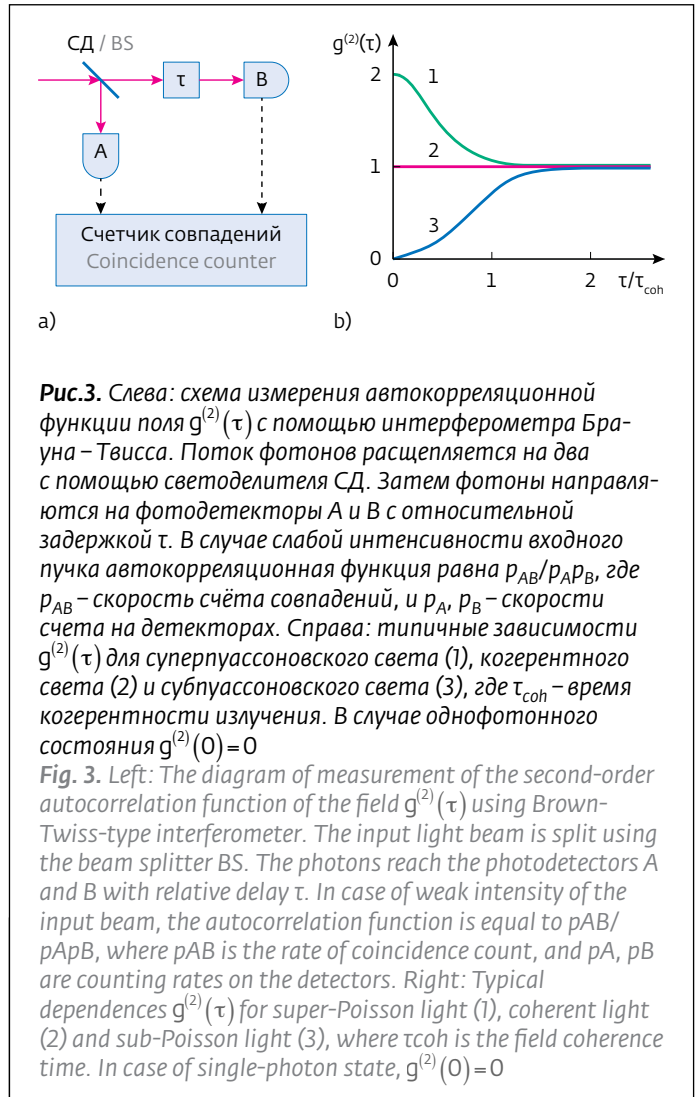 СД / BS
τ
B
A
Счетчик совпадений
Coincidence counter
a)
g⁽²⁾(τ)
2
1
1
2
3
0
0
1
2
τ/τ_coh
b)
Рис.3. Слева: схема измерения автокорреляционной
функции поля g⁽²⁾(τ) с помощью интерферометра Бра-
уна – Твисса. Поток фотонов расщепляется на два
с помощью светоделителя СД. Затем фотоны направля-
ются на фотодетекторы А и В с относительной
задержкой τ. В случае слабой интенсивности входного
пучка автокорреляционная функция равна p_AB/p_Ap_B, где
p_AB – скорость счёта совпадений, и p_A, p_B – скорости
счета на детекторах. Справа: типичные зависимости
g⁽²⁾(τ) для суперпуассоновского света (1), когерентного
света (2) и субпуассоновского света (3), где τ_coh – время
когерентности излучения. В случае однофотонного
состояния g⁽²⁾(0)=0
Fig. 3. Left: The diagram of measurement of the second-order
autocorrelation function of the field g⁽²⁾(τ) using Brown-
Twiss-type interferometer. The input light beam is split using
the beam splitter BS. The photons reach the photodetectors A
and B with relative delay τ. In case of weak intensity of the
input beam, the autocorrelation function is equal to pAB/
pApB, where pAB is the rate of coincidence count, and pA, pB
are counting rates on the detectors. Right: Typical
dependences g⁽²⁾(τ) for super-Poisson light (1), coherent light
(2) and sub-Poisson light (3), where τcoh is the field coherence
time. In case of single-photon state, g⁽²⁾(0)=0